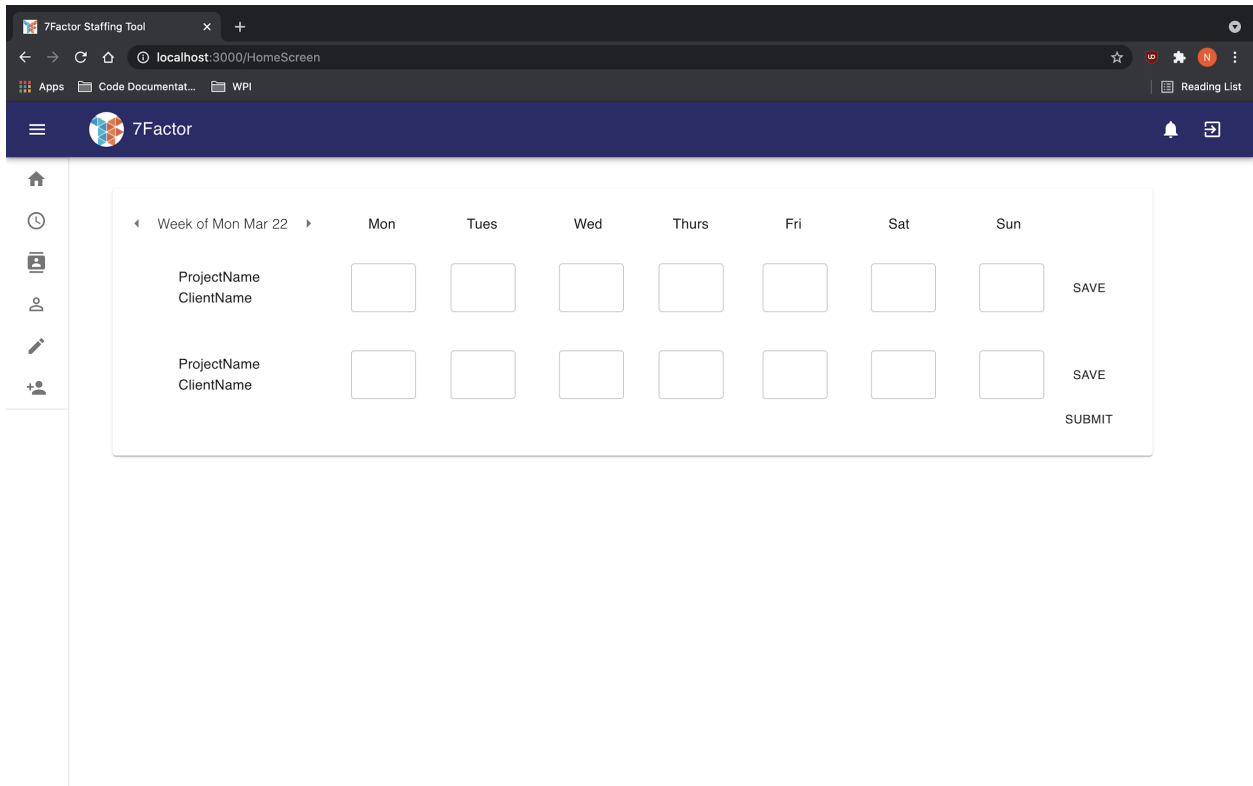 7Factor Staffing Tool
localhost:3000/HomeScreen
N
Apps Code Documentat... WPI Reading List
7Factor
Week of Mon Mar 22 Mon Tues Wed Thurs Fri Sat Sun
ProjectName
ClientName
SAVE
ProjectName
ClientName
SAVE
SUBMIT